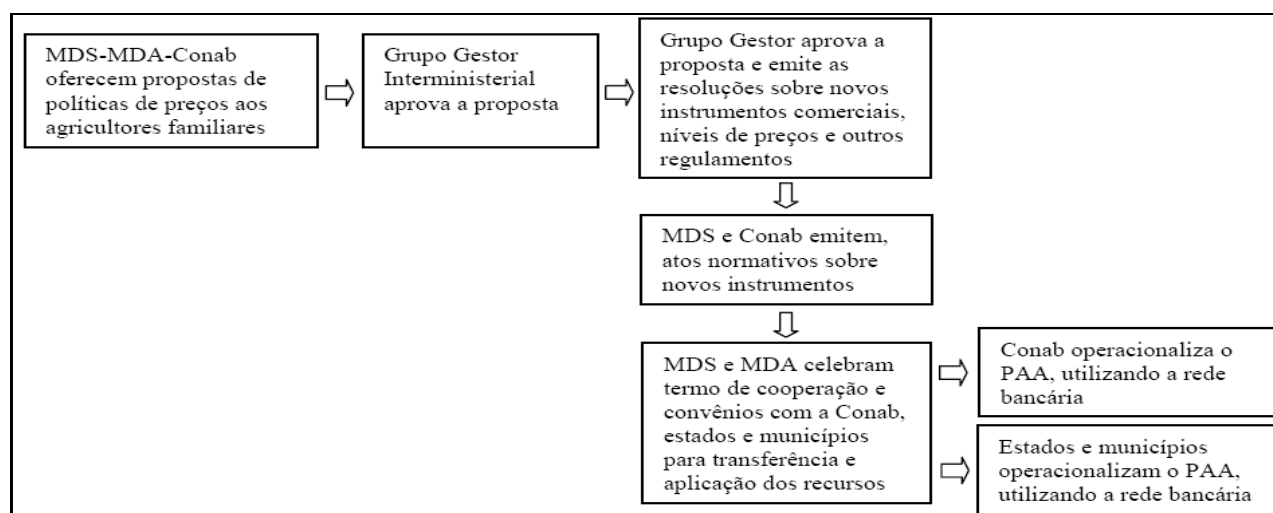 MDS-MDA-Conab
oferecem propostas de
políticas de preços aos
agricultores familiares
Grupo Gestor
Interministerial
aprova a proposta
Grupo Gestor aprova a
proposta e emite as
resoluções sobre novos
instrumentos comerciais,
níveis de preços e outros
regulamentos
MDS e Conab emitem,
atos normativos sobre
novos instrumentos
MDS e MDA celebram
termo de cooperação e
convênios com a Conab,
estados e municípios
para transferência e
aplicação dos recursos
Conab operacionaliza o
PAA, utilizando a rede
bancária
Estados e municípios
operacionalizam o PAA,
utilizando a rede bancária